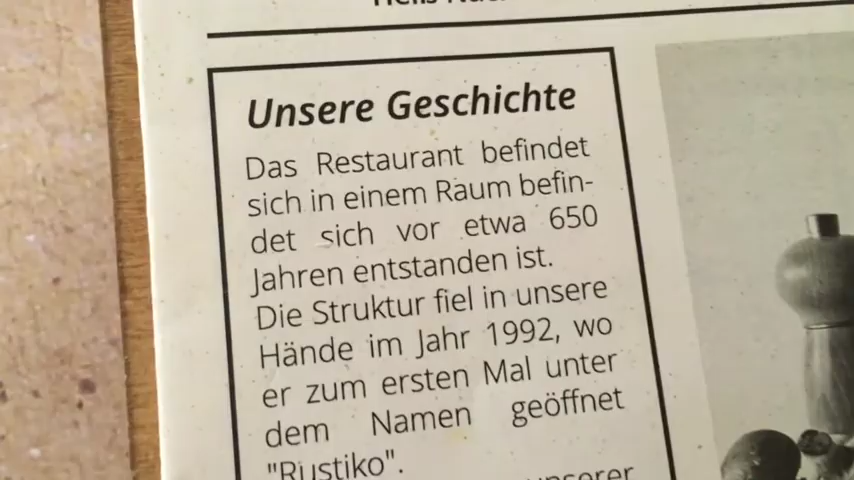 Unsere Geschichte
Das Restaurant befindet
sich in einem Raum befin-
det sich vor etwa 650
Jahren entstanden ist.
Die Struktur fiel in unsere
Hände im Jahr 1992, wo
er zum ersten Mal unter
dem Namen geöffnet
"Rustiko".
unserer